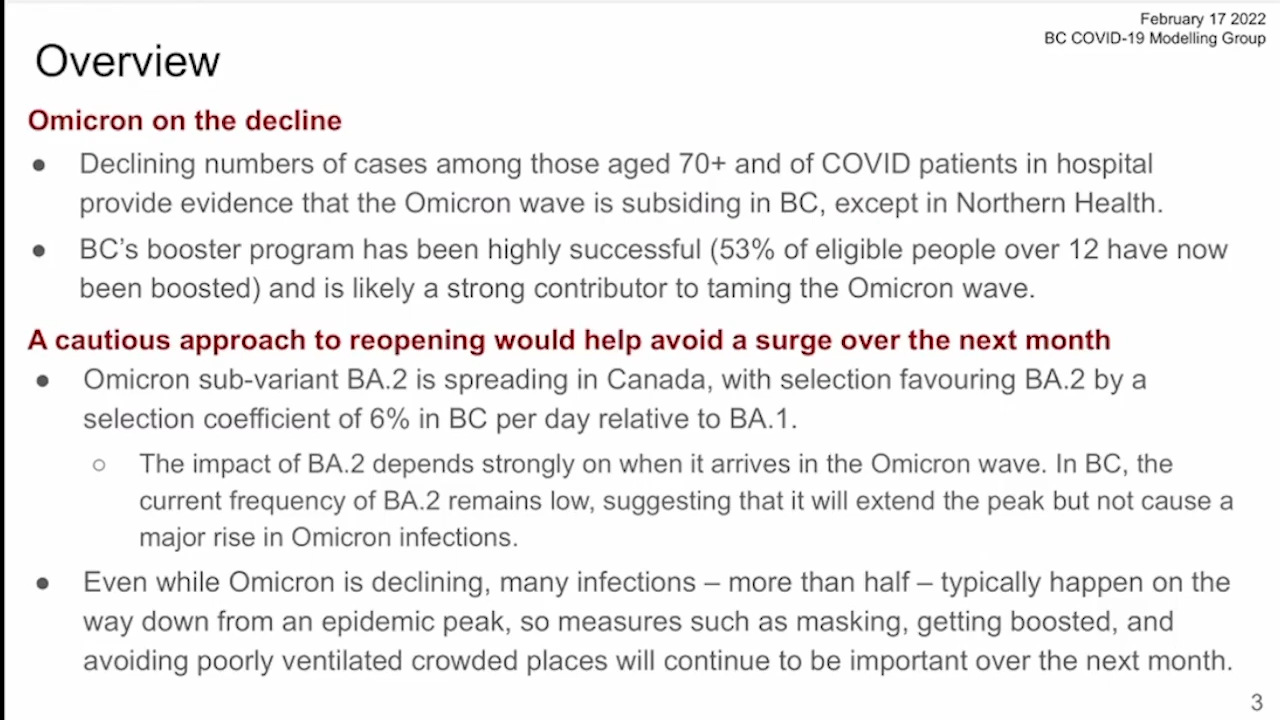 February 17 2022
BC COVID-19 Modelling Group
Overview
Omicron on the decline
● Declining numbers of cases among those aged 70+ and of COVID patients in hospital
provide evidence that the Omicron wave is subsiding in BC, except in Northern Health.
● BC’s booster program has been highly successful (53% of eligible people over 12 have now
been boosted) and is likely a strong contributor to taming the Omicron wave.
A cautious approach to reopening would help avoid a surge over the next month
● Omicron sub-variant BA.2 is spreading in Canada, with selection favouring BA.2 by a
selection coefficient of 6% in BC per day relative to BA.1.
○ The impact of BA.2 depends strongly on when it arrives in the Omicron wave. In BC, the
current frequency of BA.2 remains low, suggesting that it will extend the peak but not cause a
major rise in Omicron infections.
● Even while Omicron is declining, many infections – more than half – typically happen on the
way down from an epidemic peak, so measures such as masking, getting boosted, and
avoiding poorly ventilated crowded places will continue to be important over the next month.
3